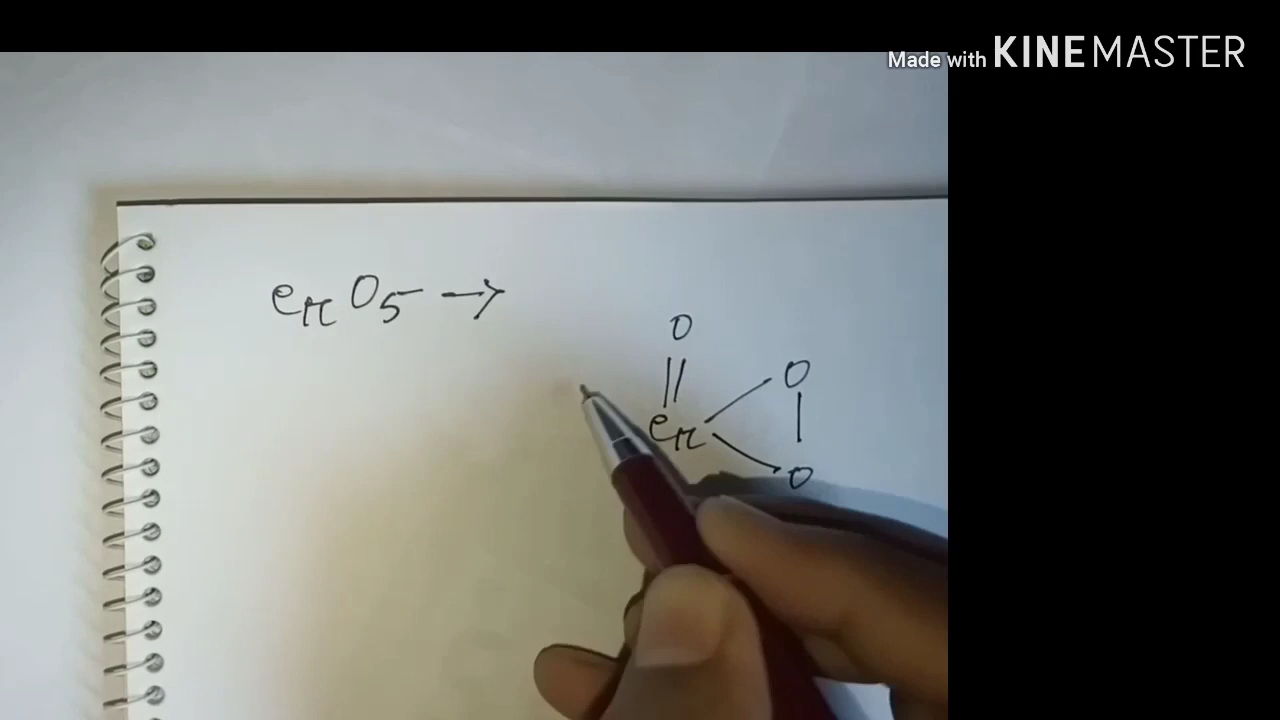 Made with KINEMASTER
CrO5 →
O
||
Cr
O
|
O